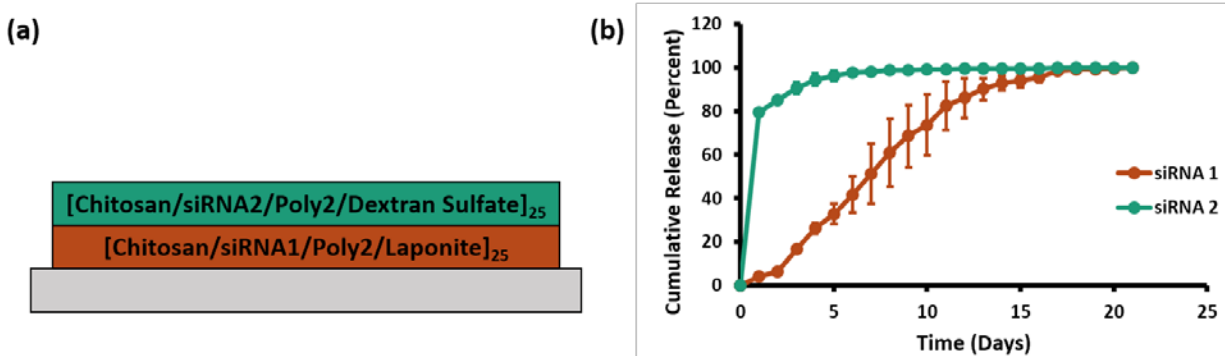 (a)
[Chitosan/siRNA2/Poly2/Dextran Sulfate]25
[Chitosan/siRNA1/Poly2/Laponite]25
(b)
Cumulative Release (Percent)
120
100
80
60
40
20
0
0
5
10
15
20
25
Time (Days)
siRNA 1
siRNA 2